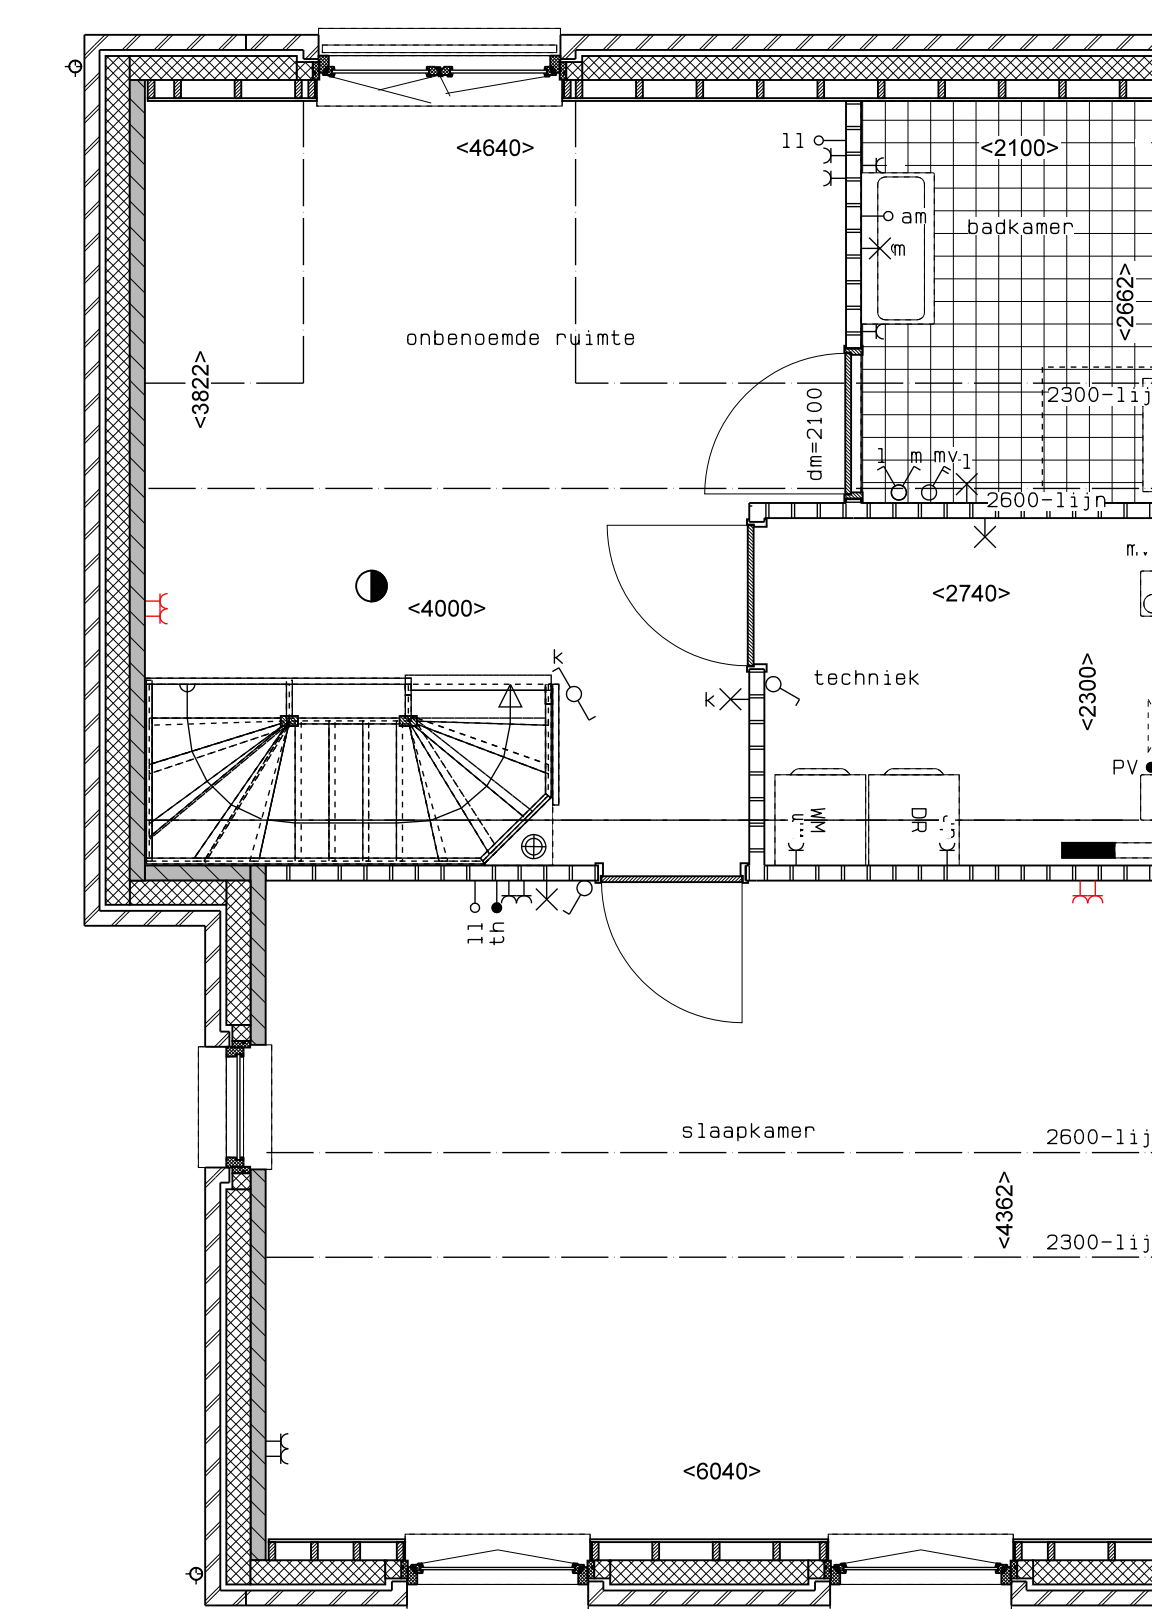 <4640>
ll
<2100>
am
badkamer
m
<2662>
onbenoemde ruimte
<3822>
2300-lij
dm=2100
l
m
mv
l
2600-lijn
<4000>
<2740>
k
techniek
k
<2300>
PV
WM
DR
ll
th
slaapkamer
2600-lij
<4362>
2300-lij
<6040>